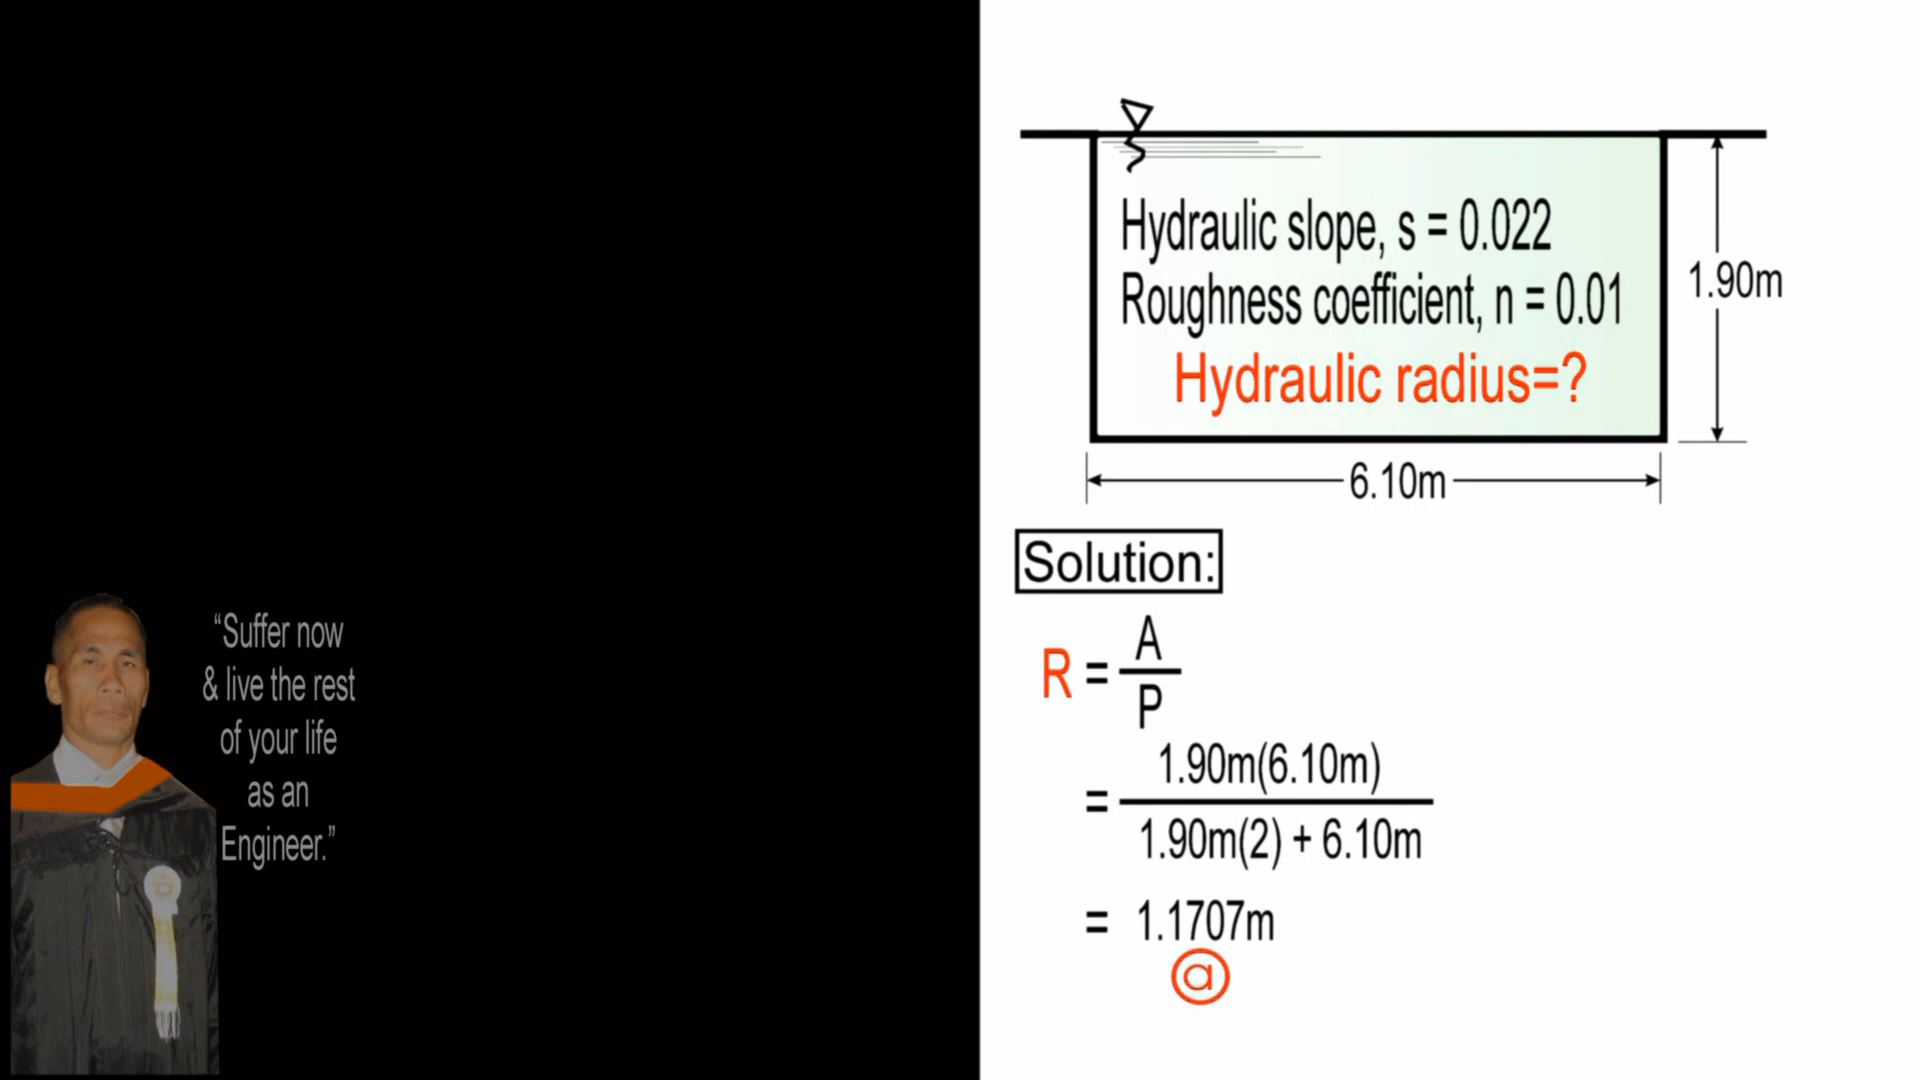 “Suffer now
& live the rest
of your life
as an
Engineer.”
Hydraulic slope, s = 0.022
Roughness coefficient, n = 0.01
Hydraulic radius=?
1.90m
6.10m
Solution:
R = A
P
= 1.90m(6.10m)
1.90m(2) + 6.10m
= 1.1707m
a